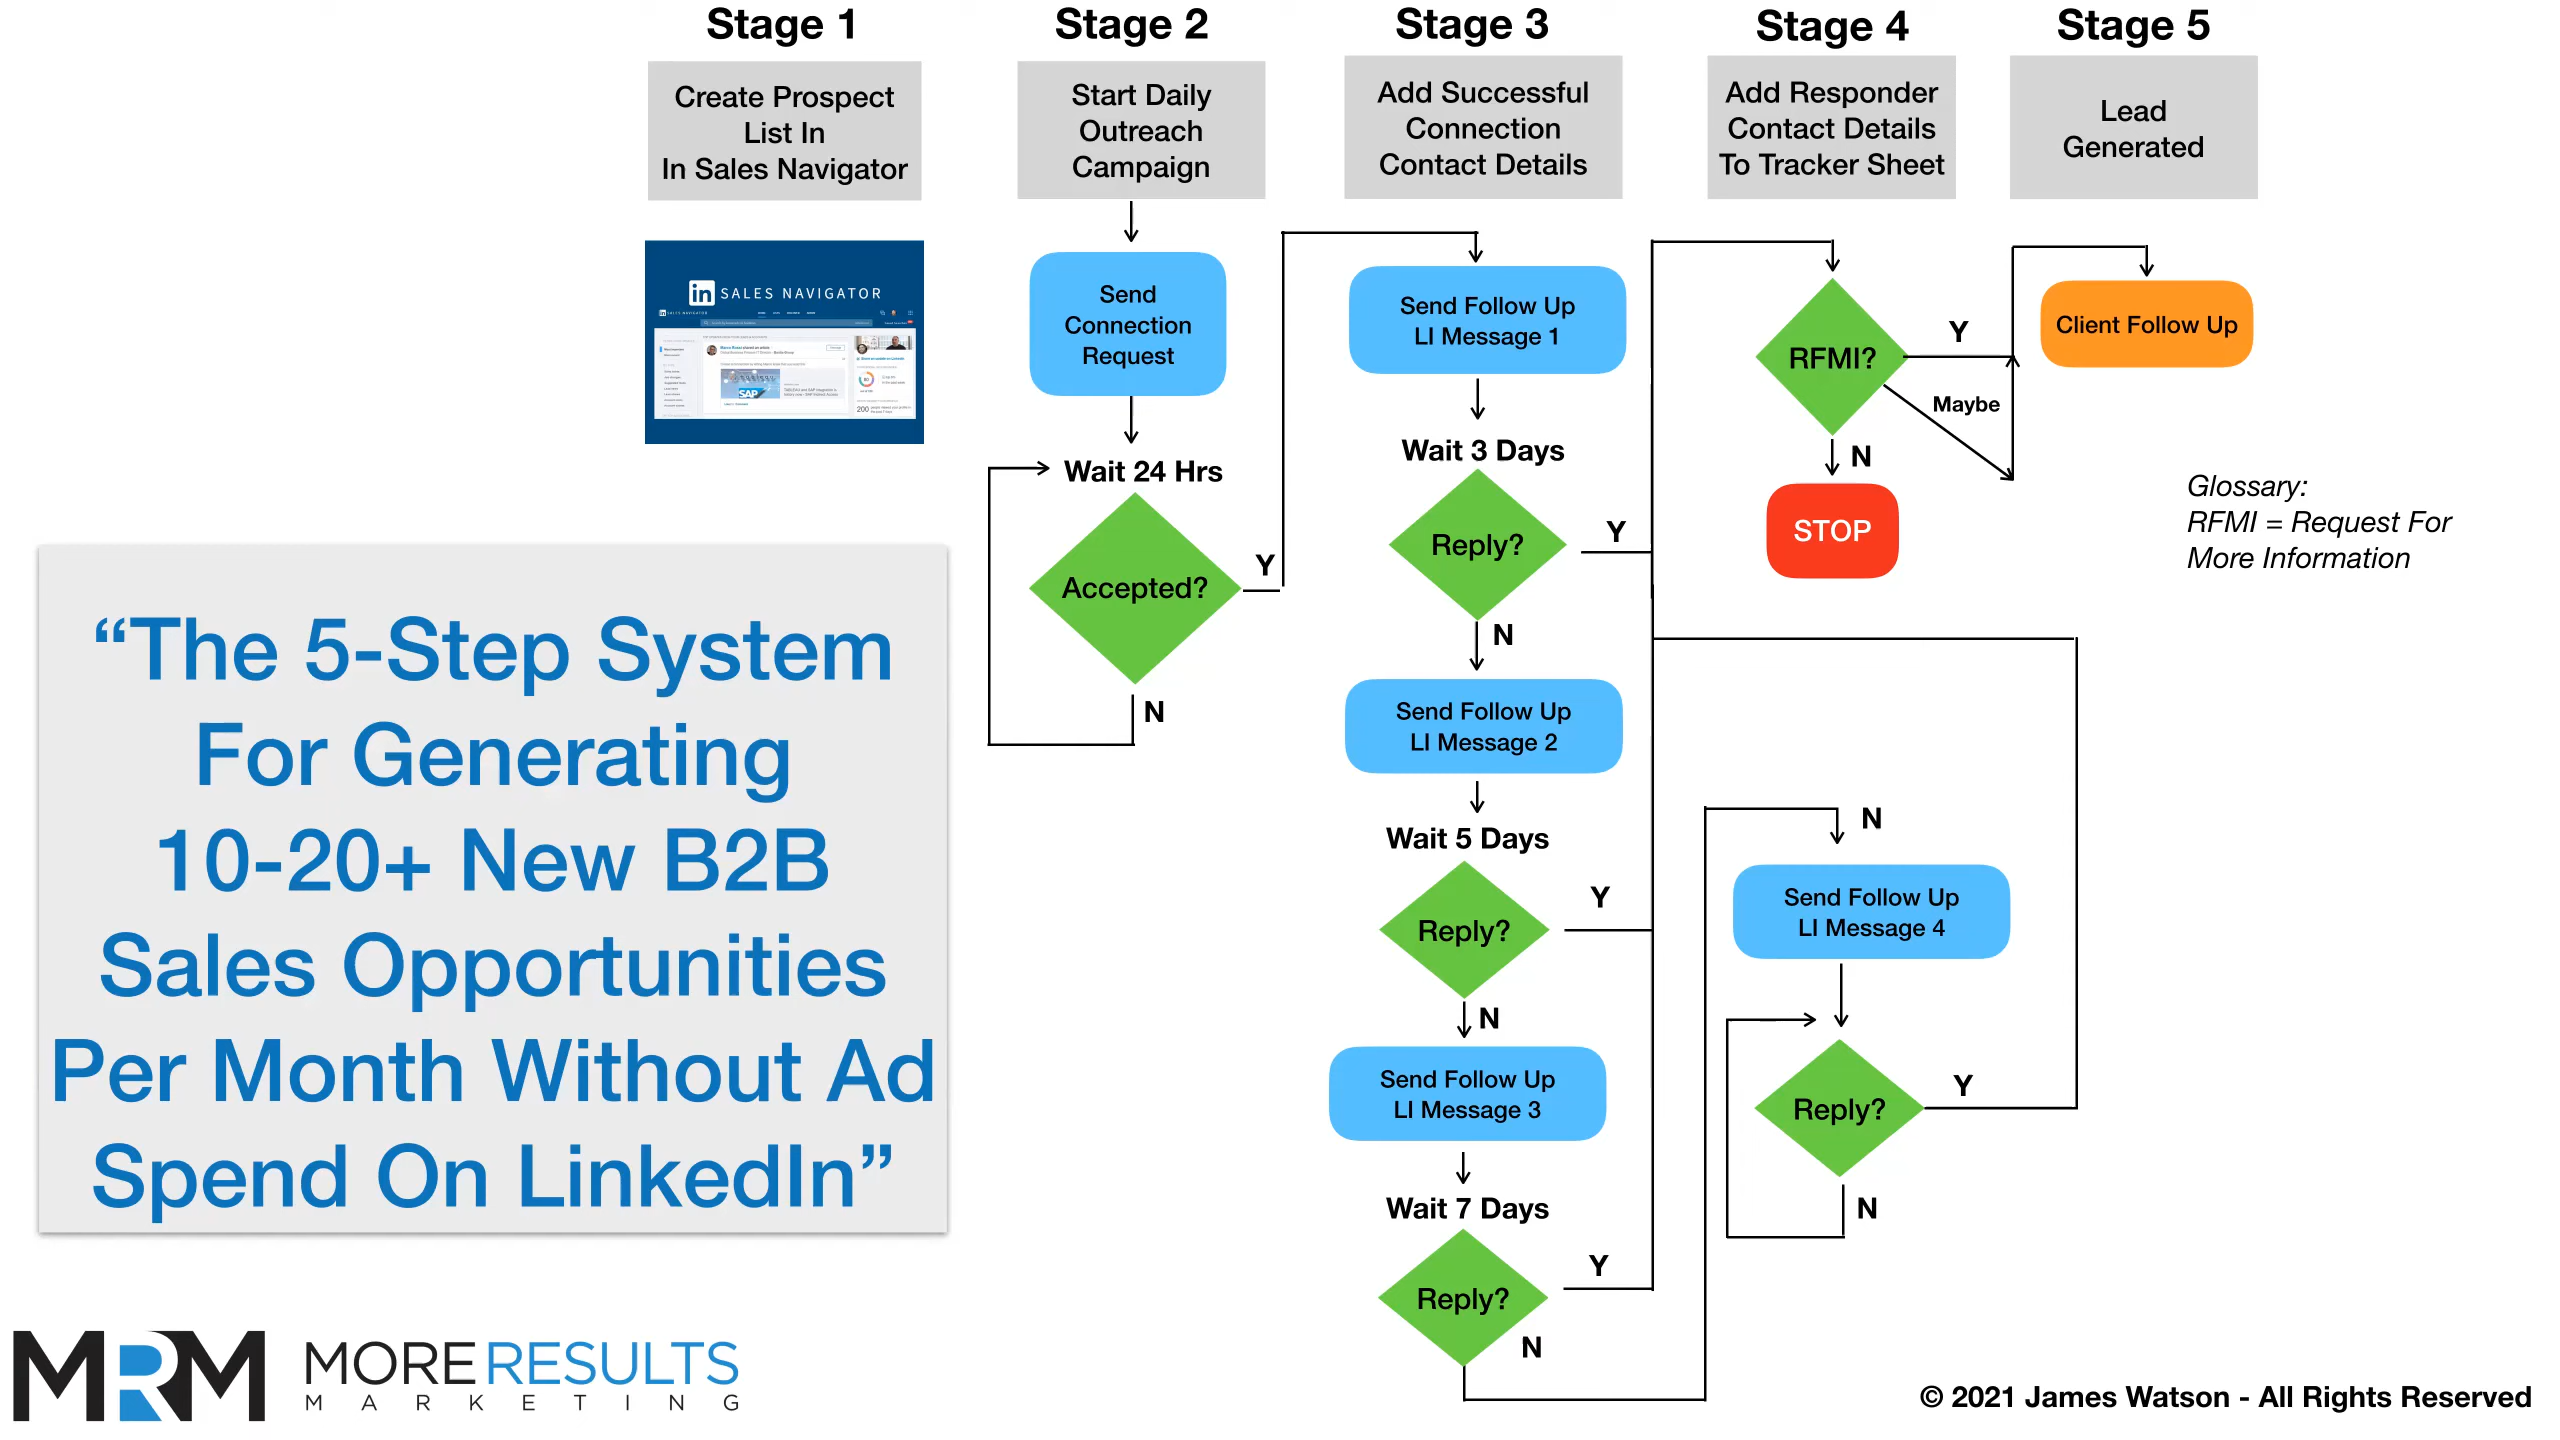 Stage 1
Create Prospect
List In
In Sales Navigator
in SALES NAVIGATOR
Stage 2
Start Daily
Outreach
Campaign
Send
Connection
Request
Wait 24 Hrs
Accepted?
Y
N
Stage 3
Add Successful
Connection
Contact Details
Send Follow Up
LI Message 1
Wait 3 Days
Reply?
Y
N
Send Follow Up
LI Message 2
Wait 5 Days
Reply?
Y
N
Send Follow Up
LI Message 3
Wait 7 Days
Reply?
Y
N
Stage 4
Add Responder
Contact Details
To Tracker Sheet
RFMI?
Y
Maybe
N
STOP
N
Send Follow Up
LI Message 4
Reply?
Y
N
Stage 5
Lead
Generated
Client Follow Up
Glossary:
RFMI = Request For
More Information
“The 5-Step System
For Generating
10-20+ New B2B
Sales Opportunities
Per Month Without Ad
Spend On LinkedIn”
MRM
MORE RESULTS
MARKETING
© 2021 James Watson - All Rights Reserved